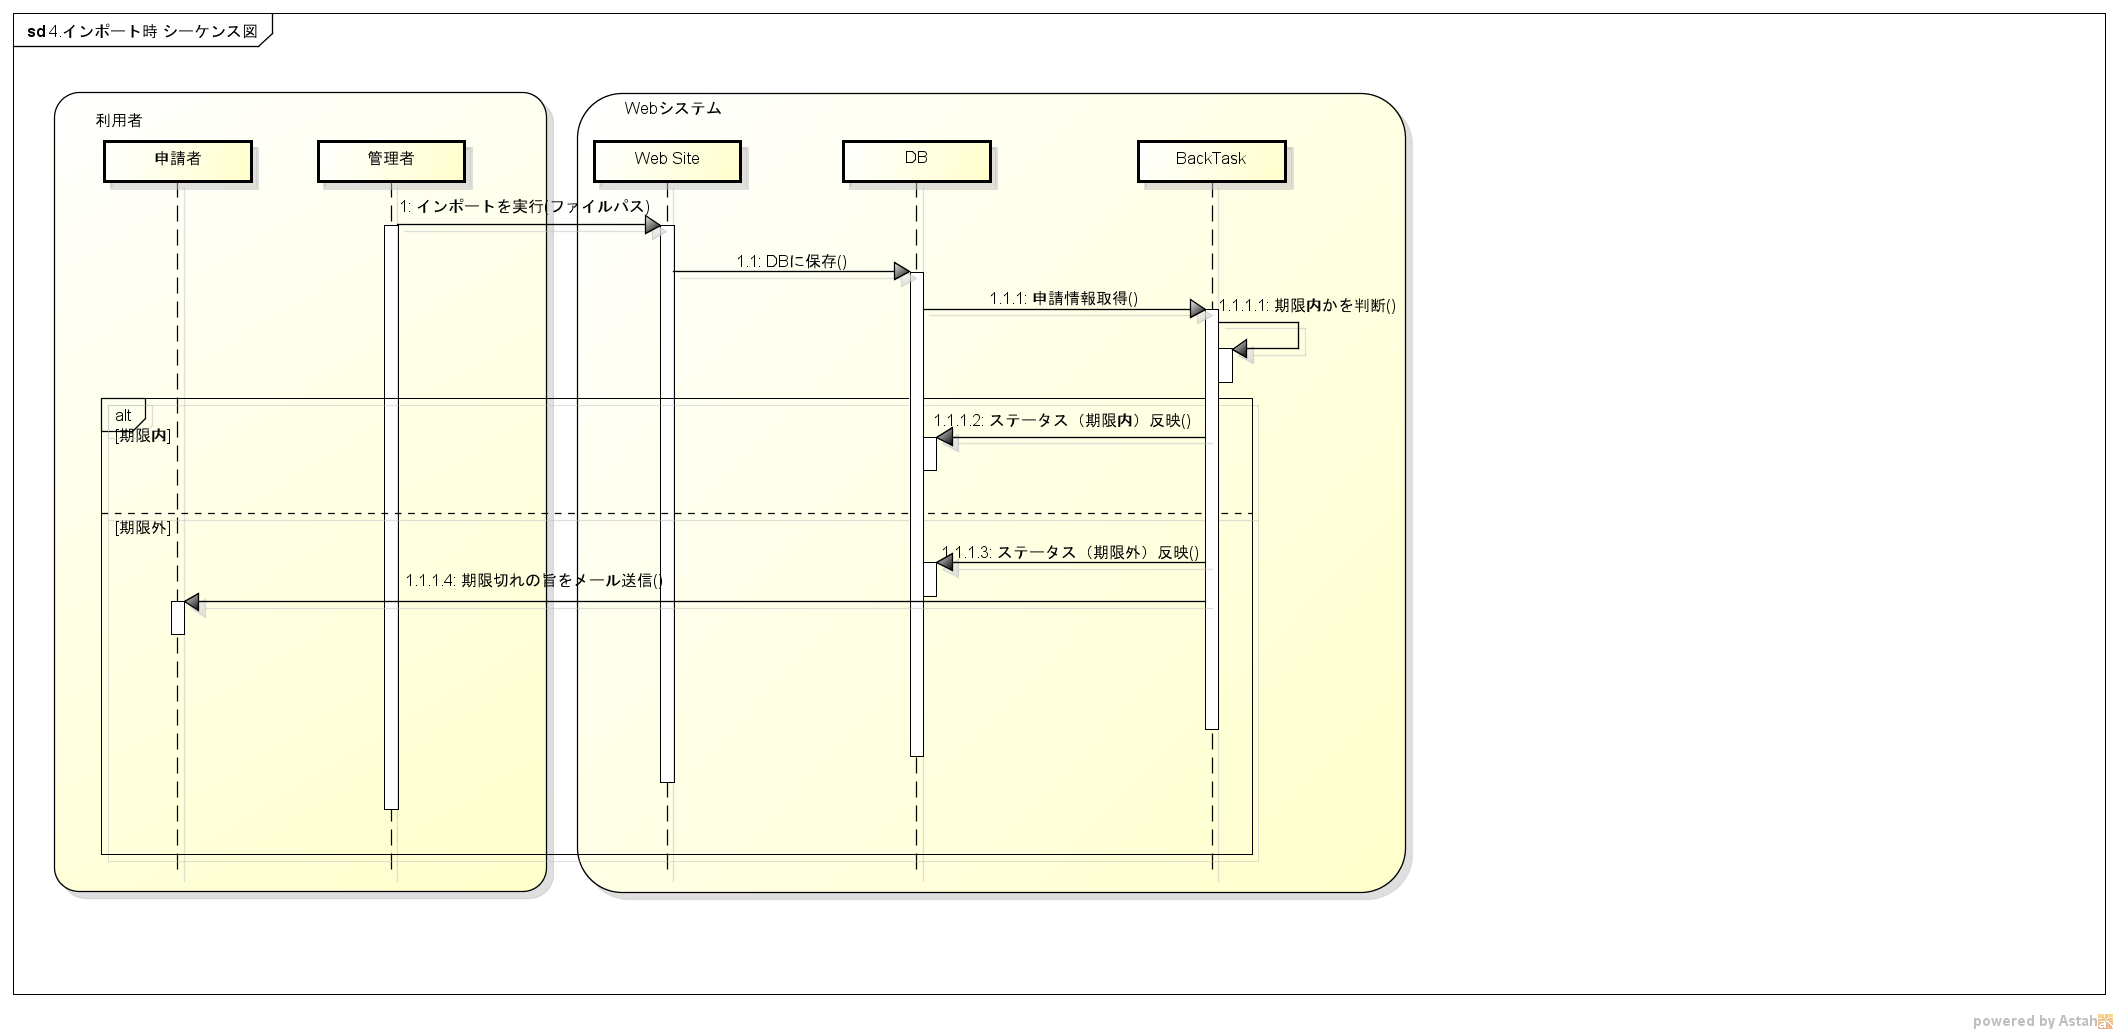 sd 4.インポート時 シーケンス図
利用者
Webシステム
申請者
管理者
Web Site
DB
BackTask
1: インポートを実行(ファイルパス)
1.1: DBに保存()
1.1.1: 申請情報取得()
1.1.1.1: 期限内かを判断()
alt
[期限内]
1.1.1.2: ステータス（期限内）反映()
[期限外]
1.1.1.3: ステータス（期限外）反映()
1.1.1.4: 期限切れの旨をメール送信()
powered by Astah